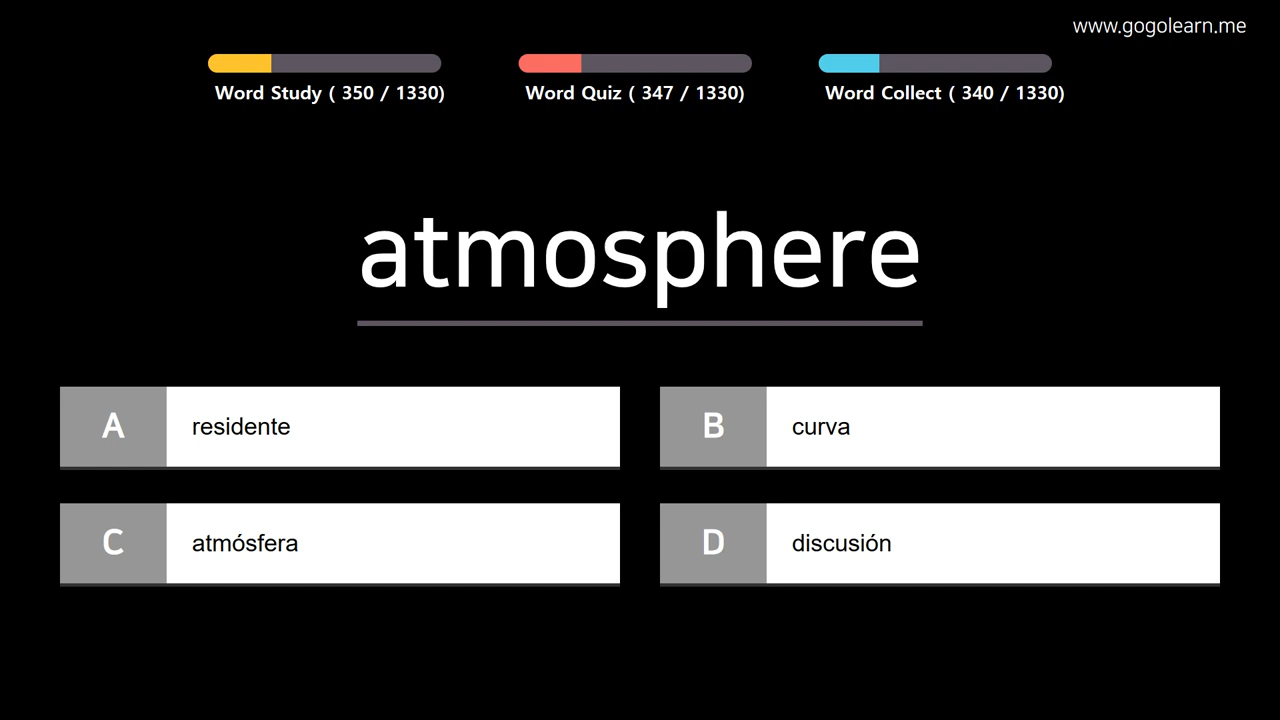 www.gogolearn.me
Word Study ( 350 / 1330)
Word Quiz ( 347 / 1330)
Word Collect ( 340 / 1330)
atmosphere
A residente
B curva
C atmósfera
D discusión